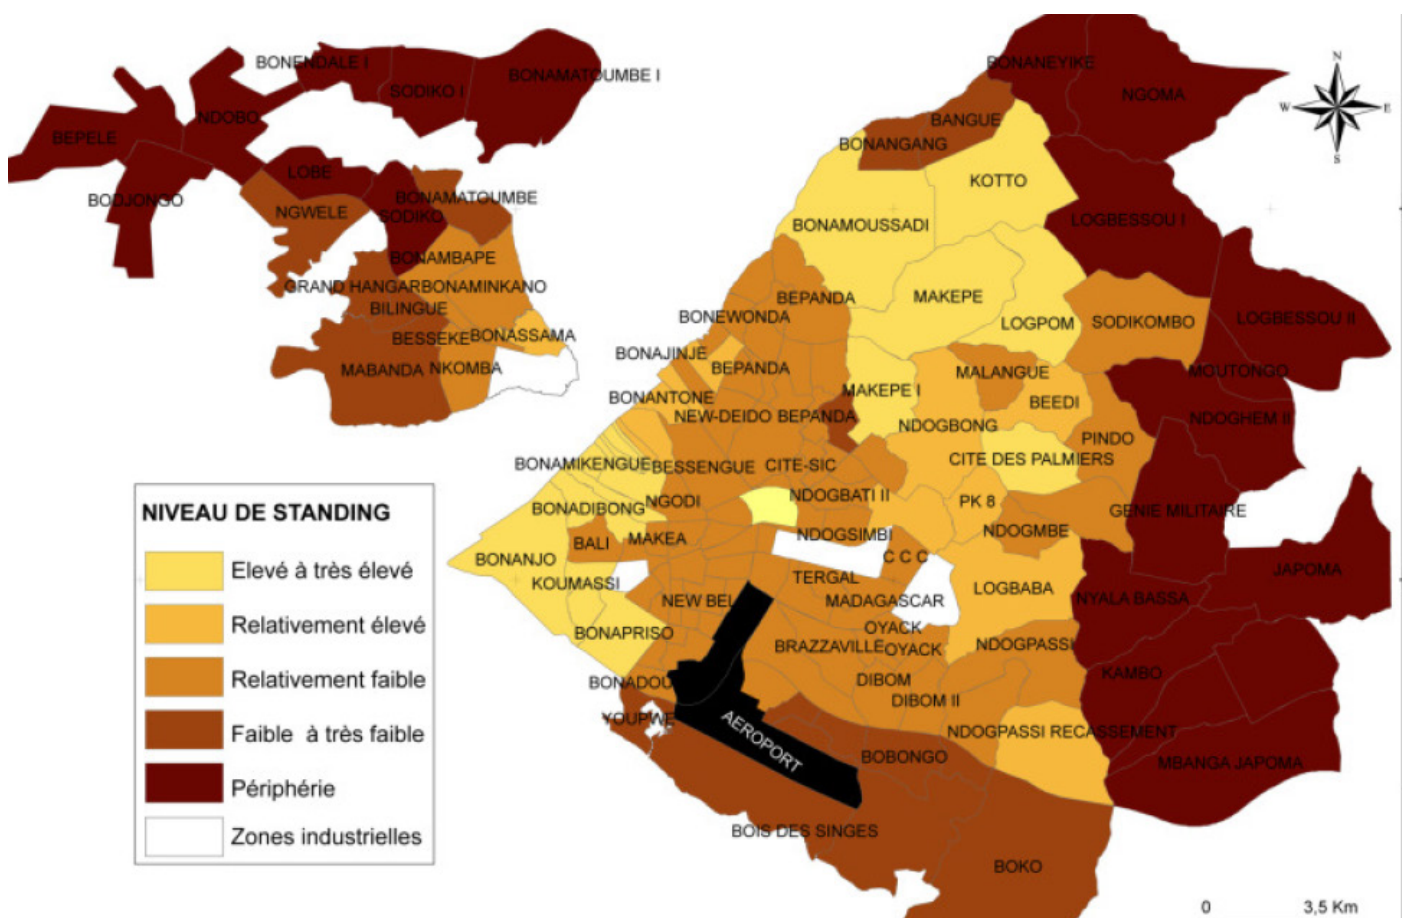 BONENDALE I
BONAMATOUMBE I
SODIKO I
NDOBO
BEPELE
LOBE
BODJONGO
BONAMATOUMBE
NGWELE
SODIKO
BONAMBAPE
GRAND HANGAR
BONAMINKANO
BILINGUE
BESSEKE
BONASSAMA
MABANDA
NKOMBA
BONANEYIKE
NGOMA
N
W
E
S
BANGUE
BONANGANG
KOTTO
LOGBESSOU I
BONAMOUSSADI
MAKEPE
BEPANDA
BONEWONDA
LOGPOM
SODIKOMBO
LOGBESSOU II
BONAJINJE
BEPANDA
MALANGUE
MOUTONGO
BONANTONE
MAKEPE I
BEEDI
NEW-DEIDO
BEPANDA
NDOGBONG
NDOGHEM II
PINDO
BONAMIKENGUE
BESSENGUE
CITE-SIC
CITE DES PALMIERS
BONADIBONG
NGODI
NDOGBATI II
PK 8
GENIE MILITAIRE
BALI
MAKEA
NDOGSIMBI
NDOGMBE
BONANJO
C C C
KOUMASSI
TERGAL
LOGBABA
JAPOMA
NEW BEL
MADAGASCAR
NYALA BASSA
BONAPRISO
OYACK
BRAZZAVILLE
OYACK
NDOGPASSI
KAMBO
BONADOU
DIBOM
DIBOM II
YOUPWE
AEROPORT
NDOGPASSI RECASSEMENT
BOBONGO
MBANGA JAPOMA
BOIS DES SINGES
BOKO
NIVEAU DE STANDING
Elevé à très élevé
Relativement élevé
Relativement faible
Faible à très faible
Périphérie
Zones industrielles
0 3,5 Km